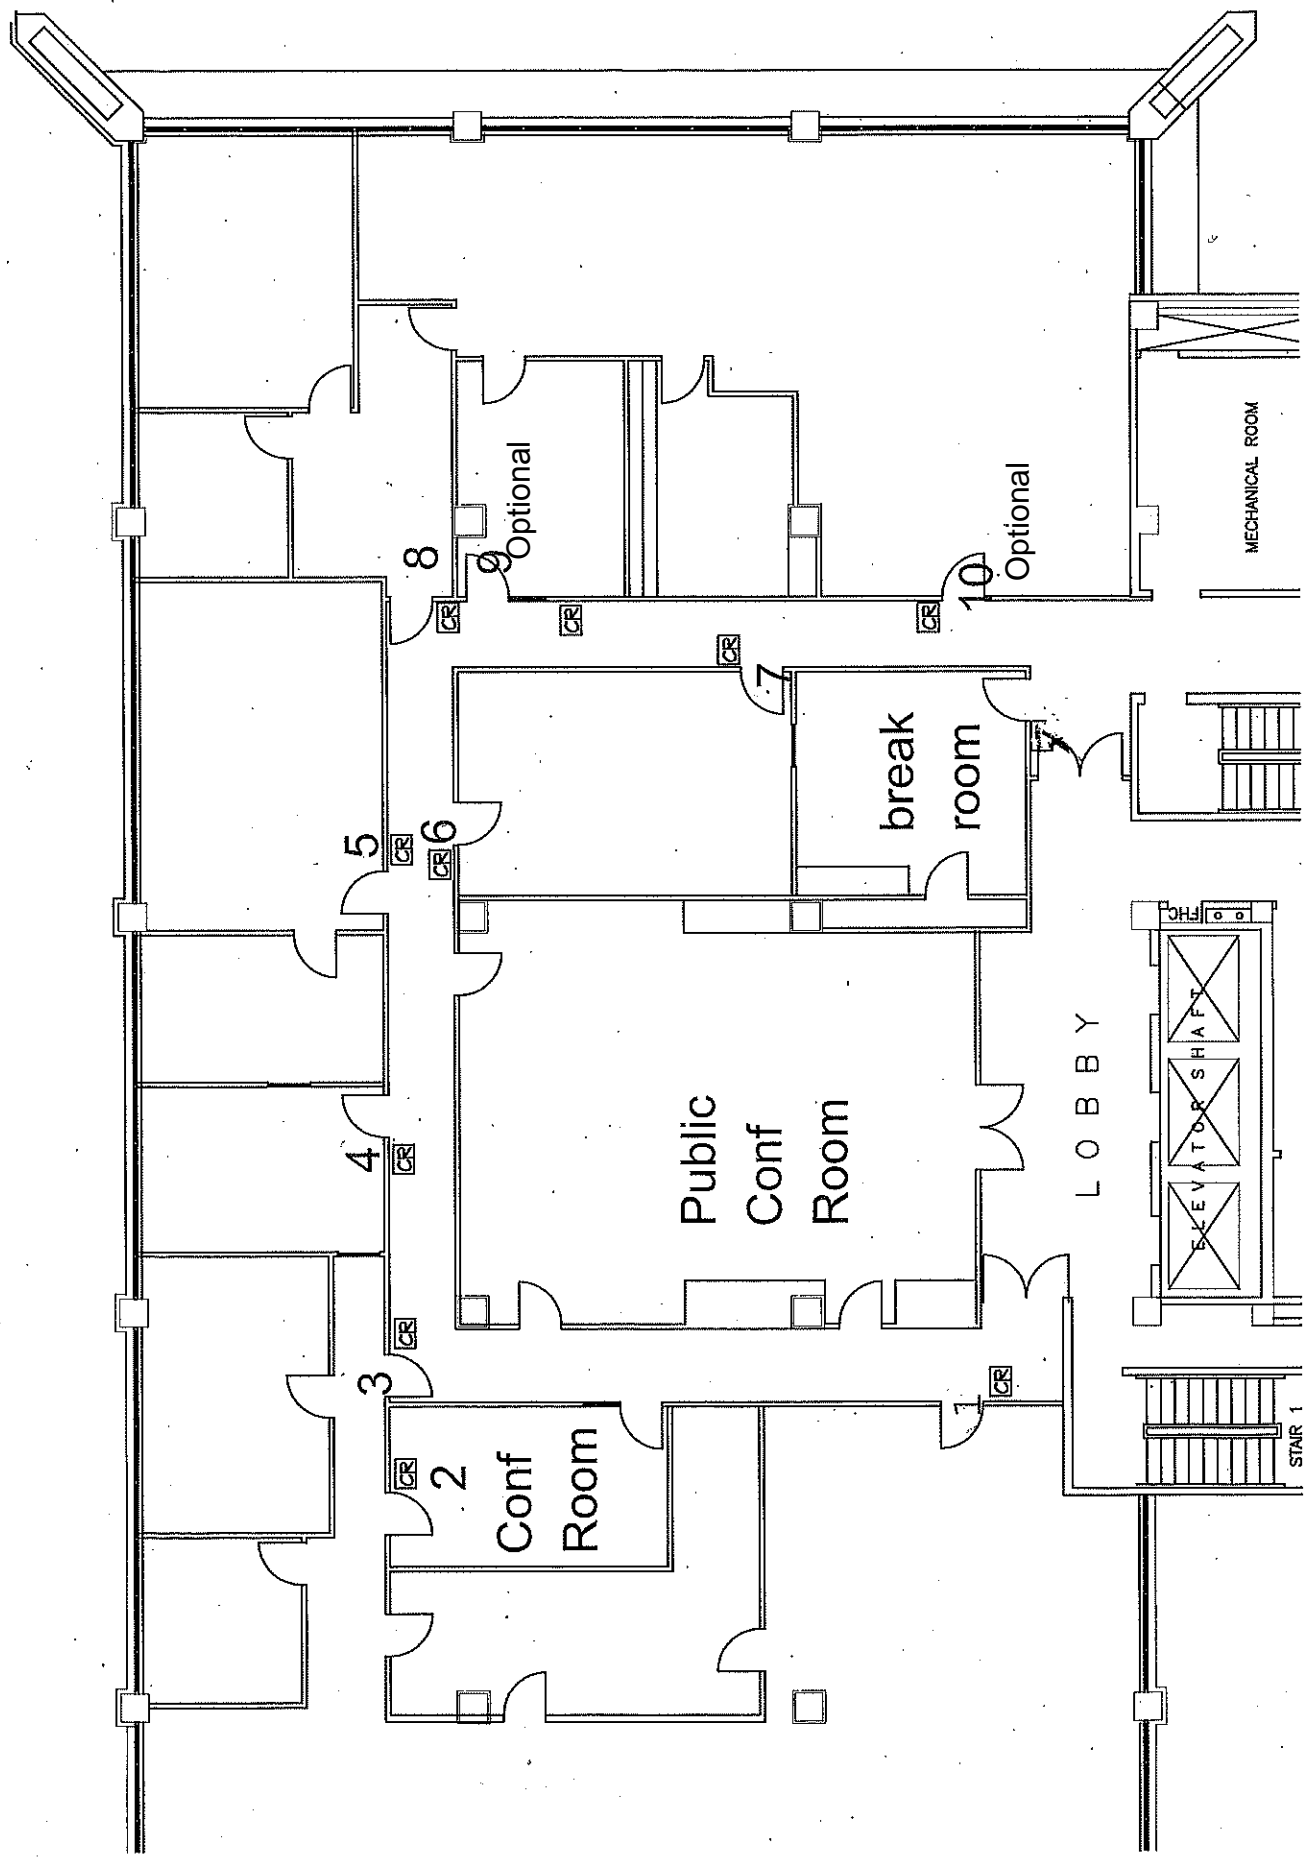 8
CR
9
Optional
CR
CR
CR
10
Optional
MECHANICAL ROOM
7
break
room
5
CR
CR
6
FHC
4
CR
Public
Conf
Room
LOBBY
ELEVATOR SHAFT
3
CR
CR
2
Conf
Room
1
CR
STAIR 1